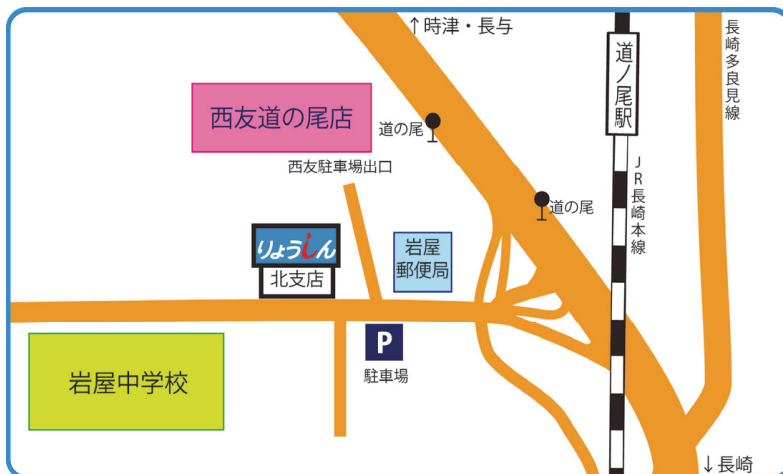 ↑時津・長与
道ノ尾駅
長崎多良見線
西友道の尾店
道の尾
西友駐車場出口
JR長崎本線
道の尾
りょうしん
北支店
岩屋
郵便局
P
駐車場
岩屋中学校
↓長崎